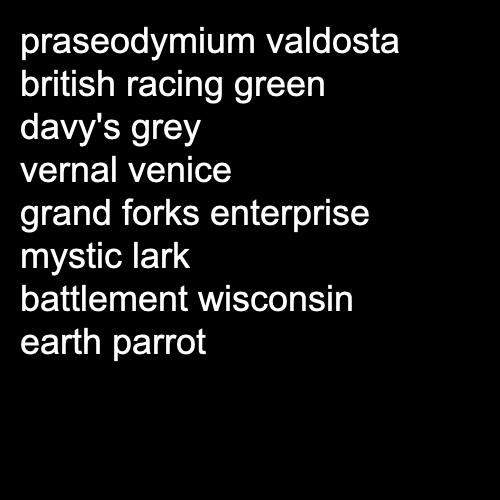 praseodymium valdosta
british racing green
davy's grey
vernal venice
grand forks enterprise
mystic lark
battlement wisconsin
earth parrot